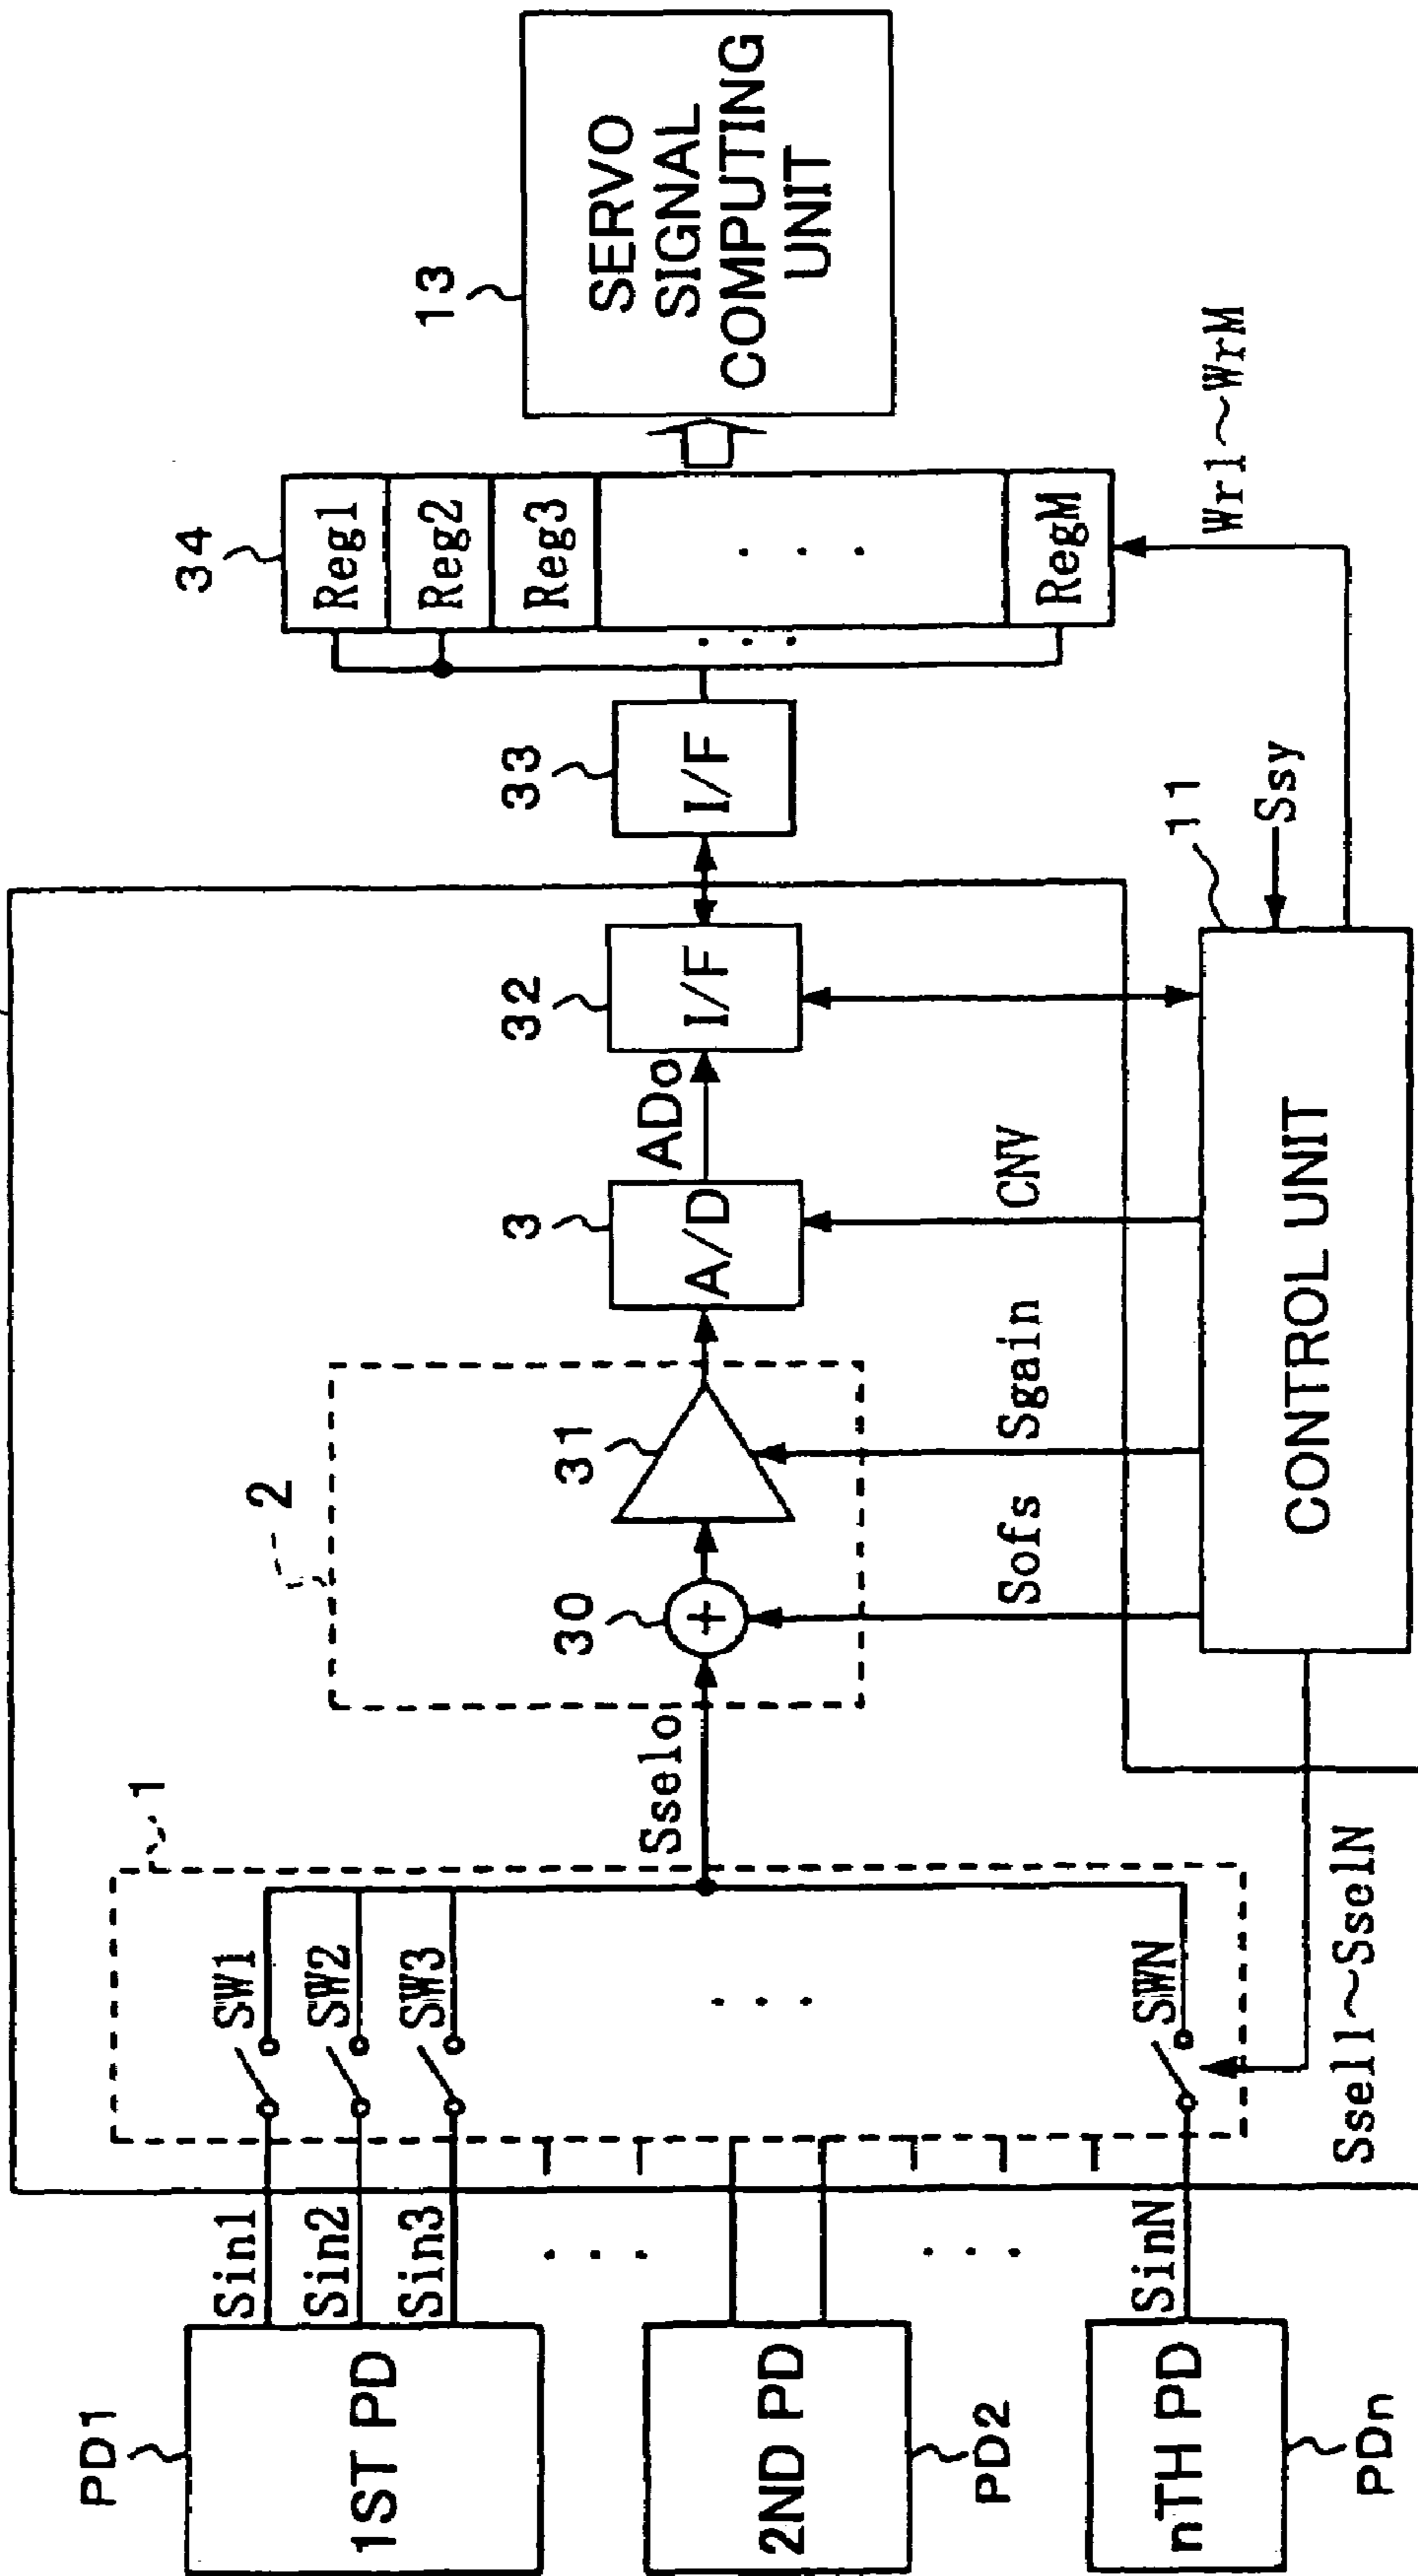 PD1
1ST PD
2ND PD
PD2
nTH PD
PDn
Sin1
Sin2
Sin3
SinN
1
SW1
SW2
SW3
SWN
Ssel1~SselN
Sselo
2
30
31
Sofs
Sgain
3
A/D
CNV
ADo
32
I/F
33
I/F
CONTROL UNIT
11
Ssy
Wr1~WrM
34
Reg1
Reg2
Reg3
RegM
13
SERVO
SIGNAL
COMPUTING
UNIT